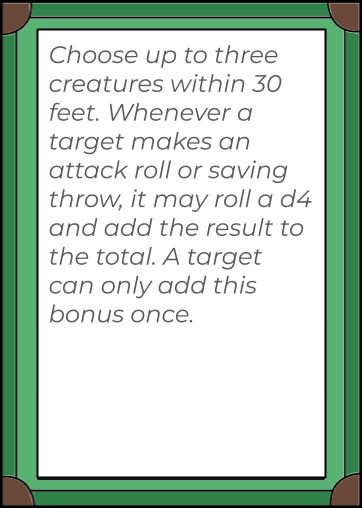 Choose up to three
creatures within 30
feet. Whenever a
target makes an
attack roll or saving
throw, it may roll a d4
and add the result to
the total. A target
can only add this
bonus once.